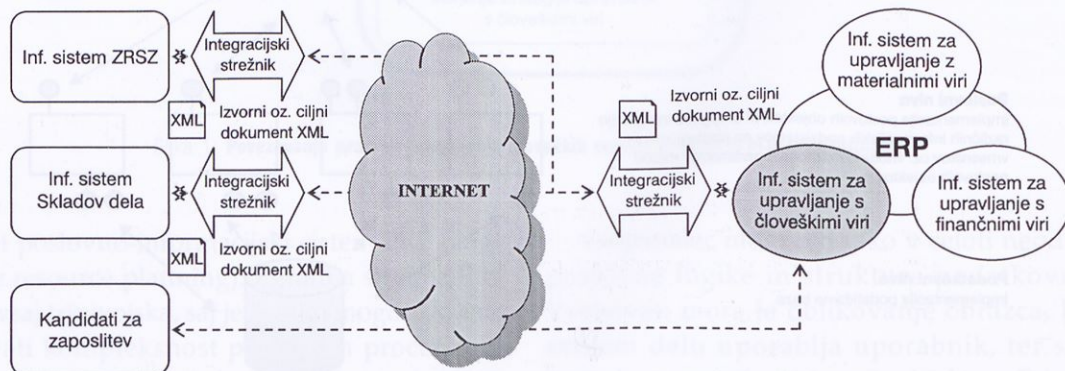 Inf. sistem ZRSZ
Integracijski
strežnik
XML
Izvorni oz. ciljni
dokument XML
Inf. sistem
Skladov dela
Integracijski
strežnik
XML
Izvorni oz. ciljni
dokument XML
Kandidati za
zaposlitev
INTERNET
XML
Izvorni oz. ciljni
dokument XML
Integracijski
strežnik
Inf. sistem za
upravljanje z
materialnimi viri
ERP
Inf. sistem za
upravljanje s
človeškimi viri
Inf. sistem za
upravljanje s
finančnimi viri